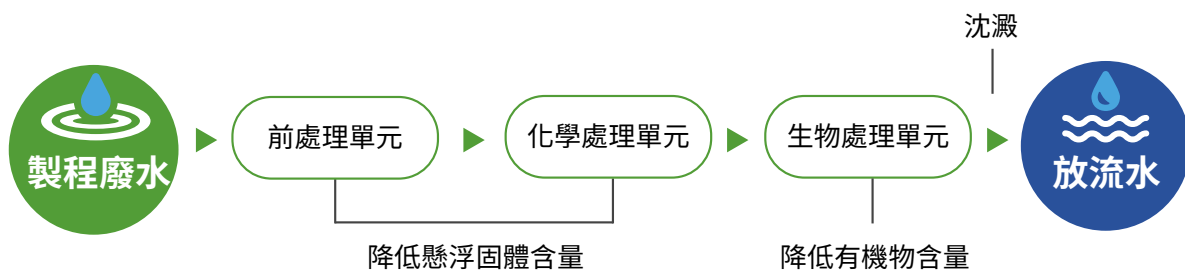 沈澱
製程廢水
前處理單元
化學處理單元
生物處理單元
放流水
降低懸浮固體含量
降低有機物含量